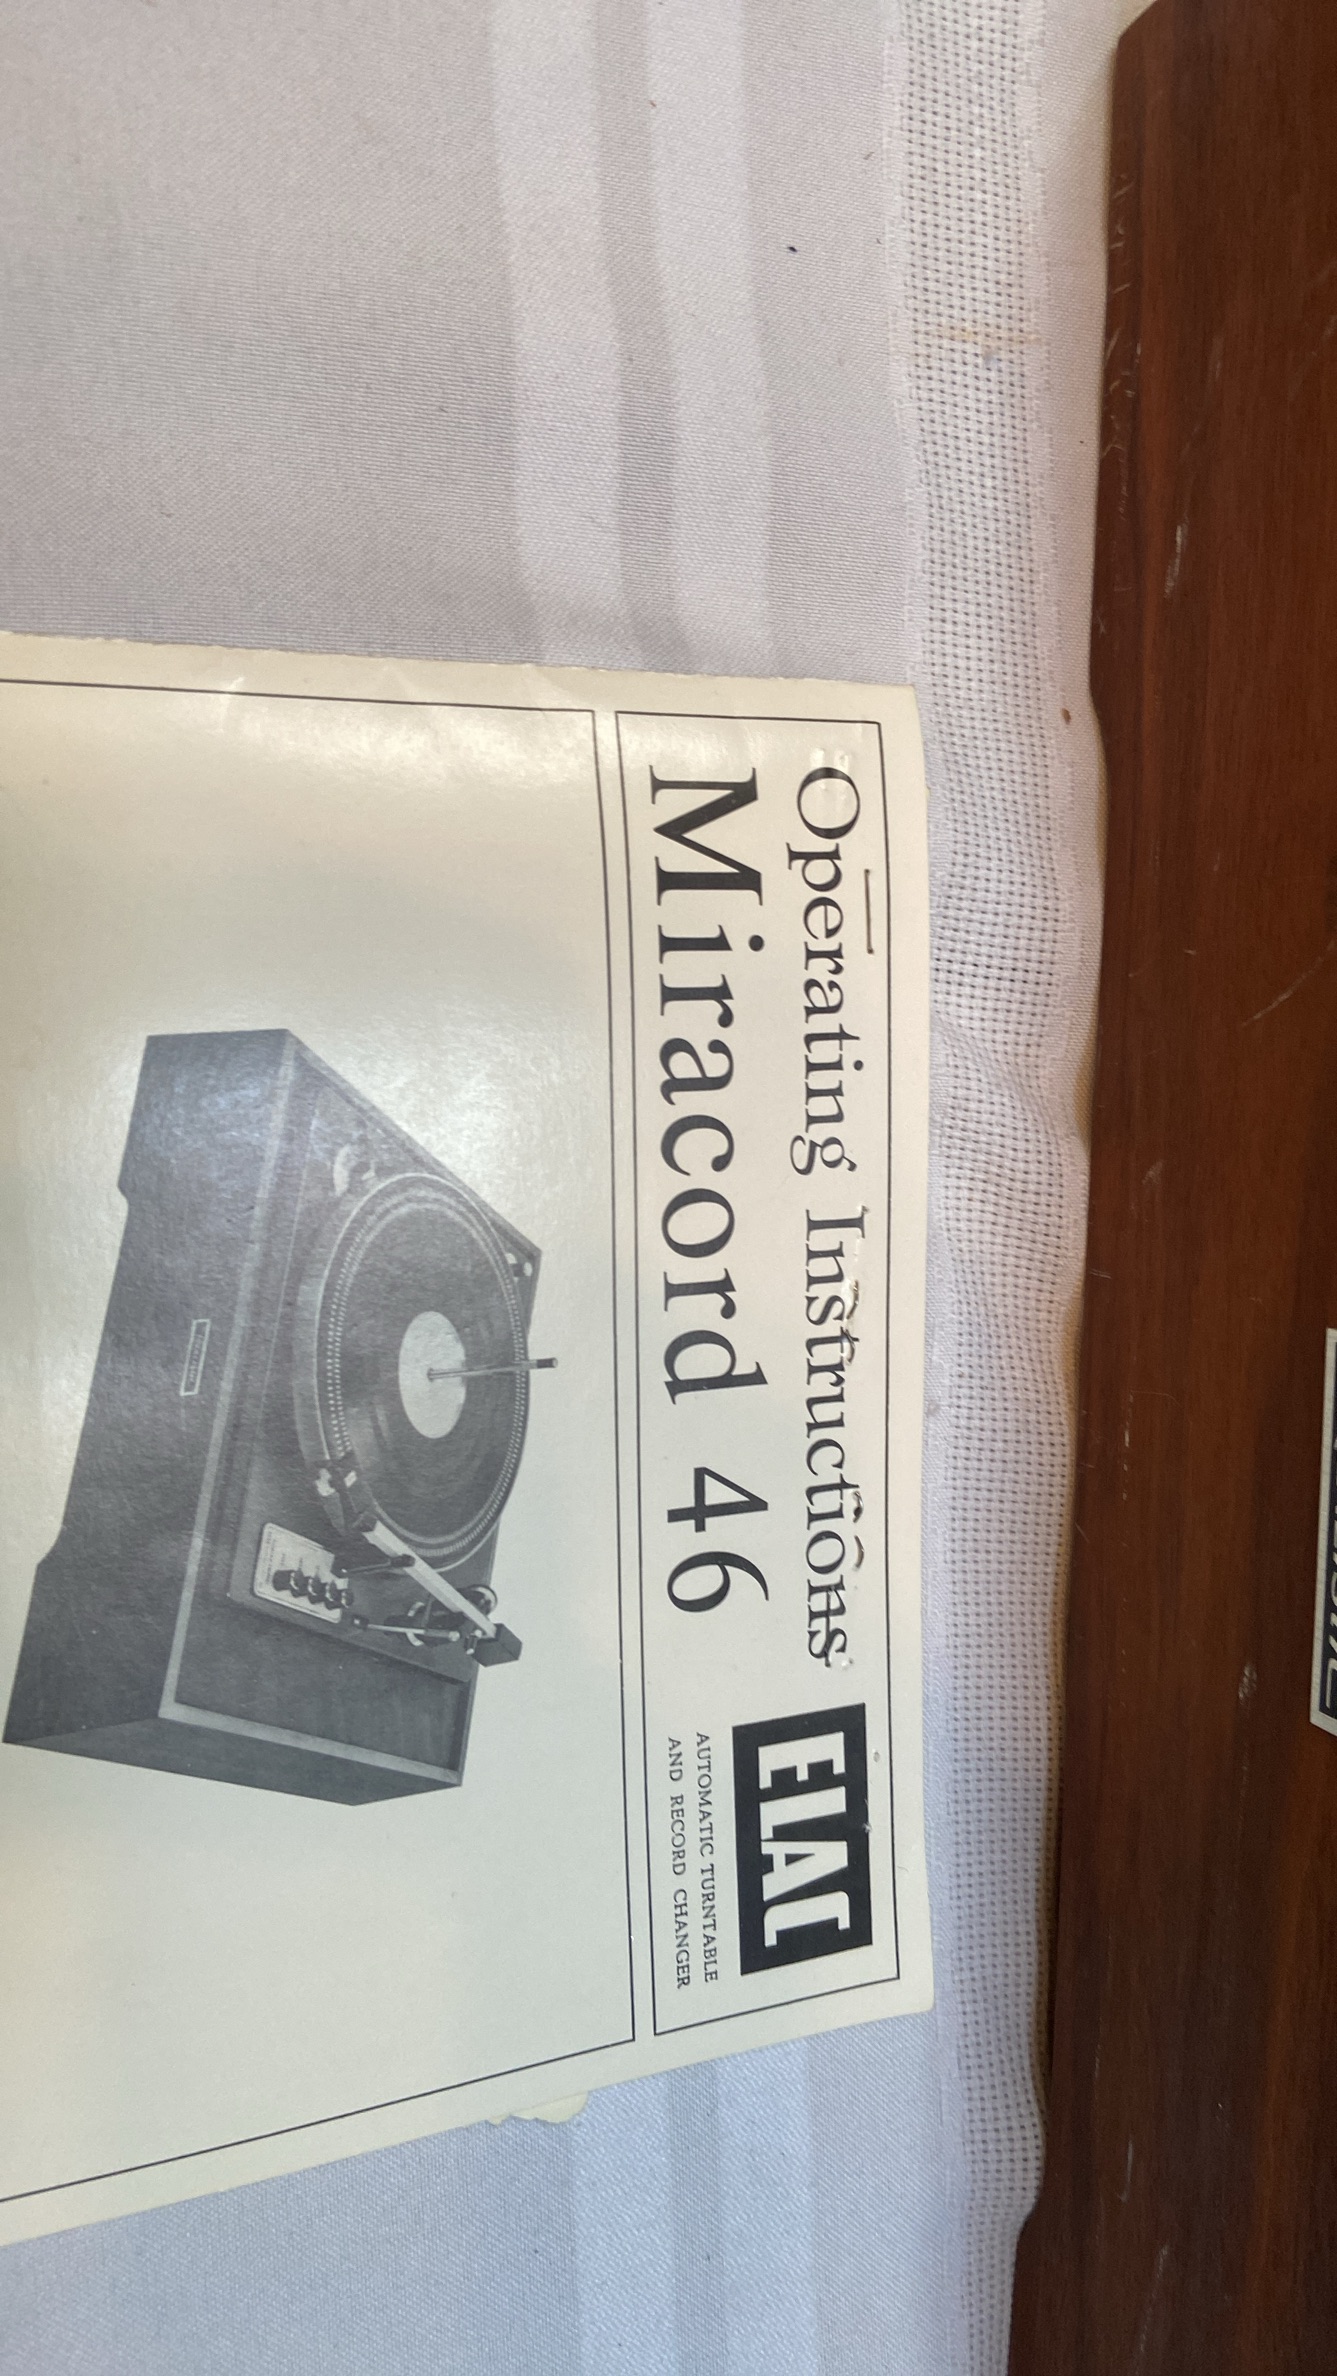 Operating Instructions
Miracord 46
ELAC
AUTOMATIC TURNTABLE
AND RECORD CHANGER